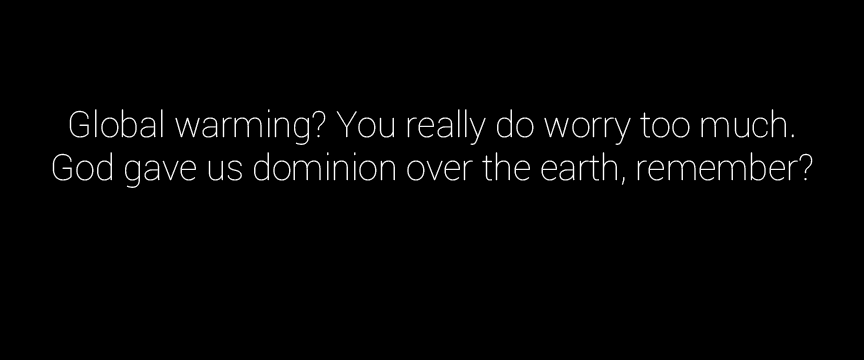 Global warming? You really do worry too much.
God gave us dominion over the earth, remember?